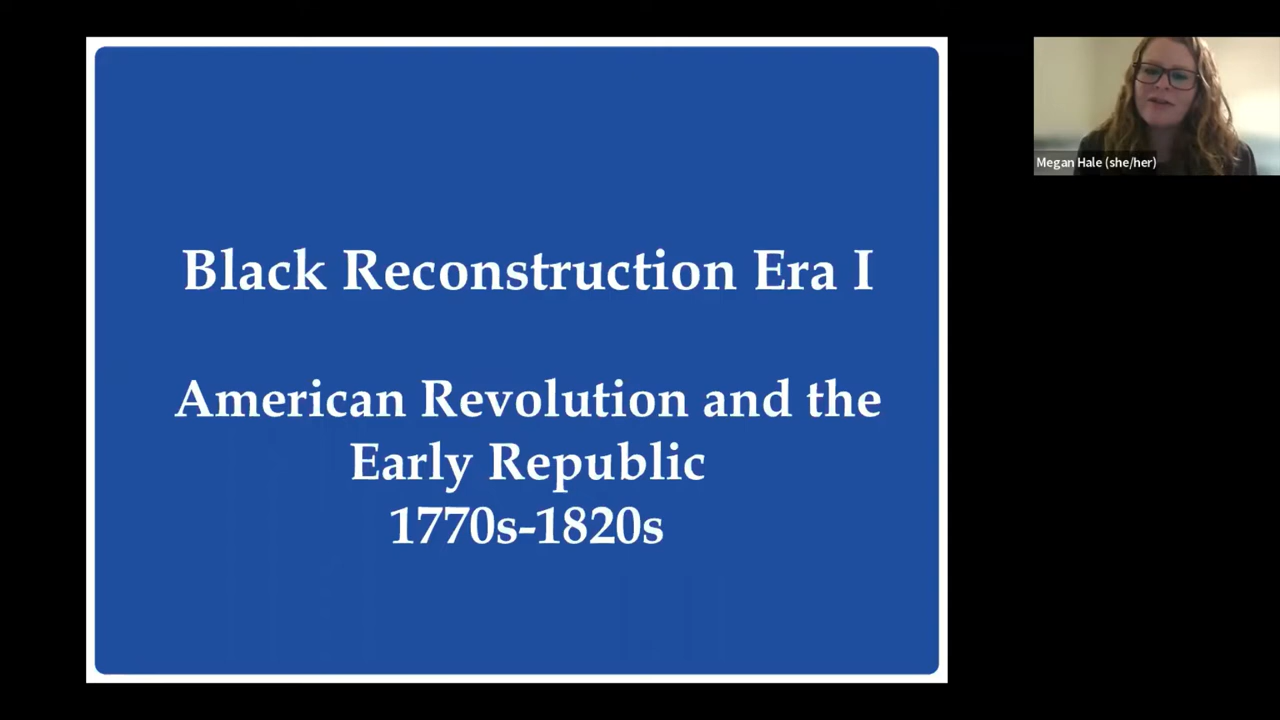 Black Reconstruction Era I
American Revolution and the
Early Republic
1770s-1820s
Megan Hale (she/her)